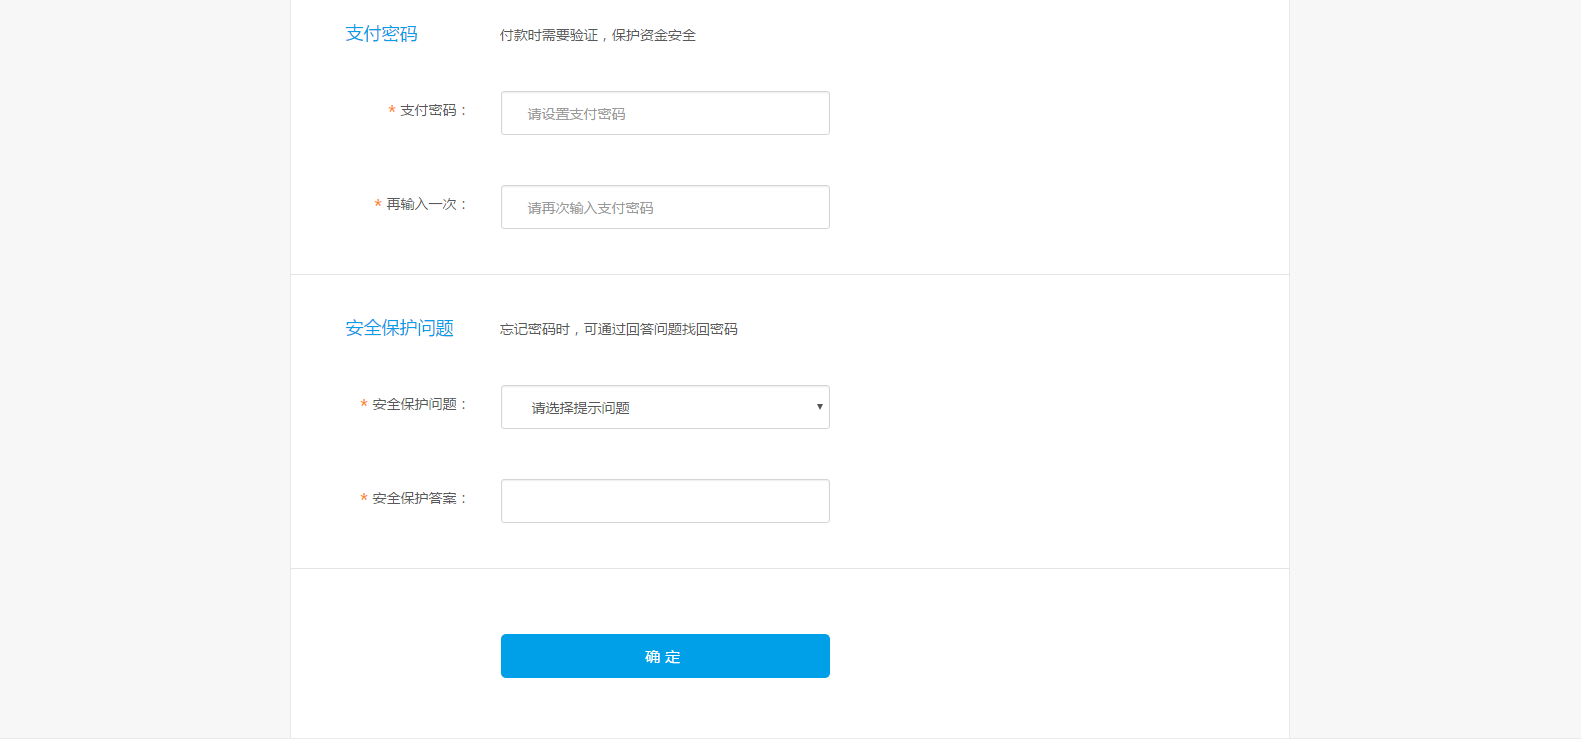 支付密码 付款时需要验证，保护资金安全
* 支付密码： 请设置支付密码
* 再输入一次： 请再次输入支付密码
安全保护问题 忘记密码时，可通过回答问题找回密码
* 安全保护问题： 请选择提示问题
* 安全保护答案：
确 定